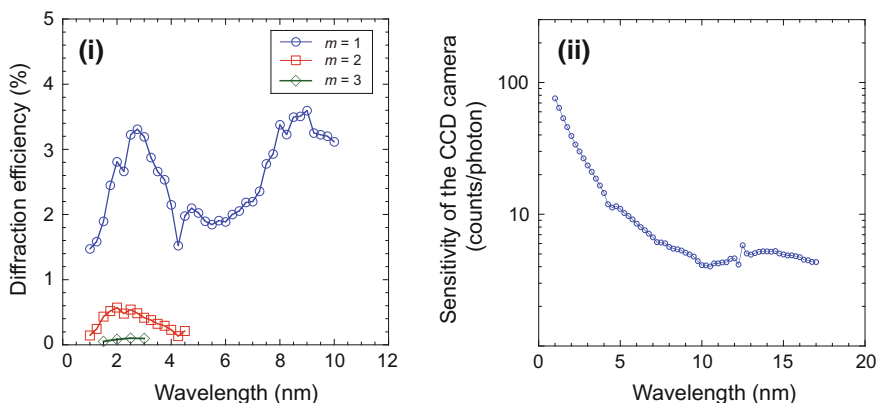 (i)
m = 1
m = 2
m = 3
5
4
3
2
1
0
Diffraction efficiency (%)
0 2 4 6 8 10 12
Wavelength (nm)
(ii)
100
10
Sensitivity of the CCD camera
(counts/photon)
0 5 10 15 20
Wavelength (nm)